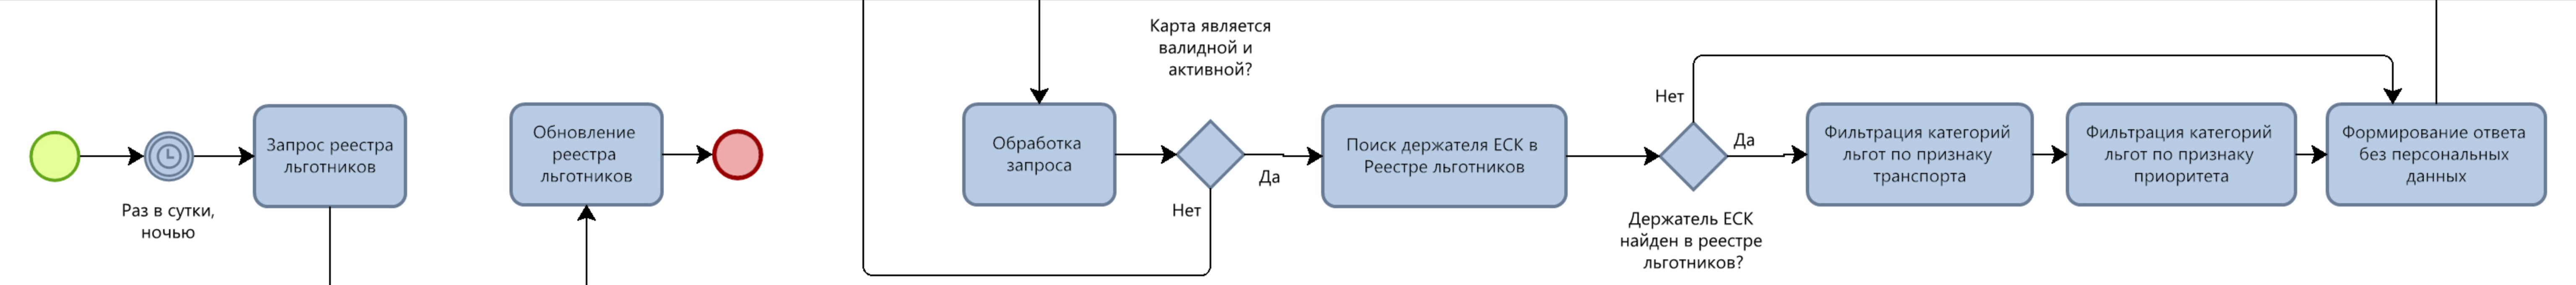 Раз в сутки,
ночью
Запрос реестра
льготников
Обновление
реестра
льготников
Обработка
запроса
Карта является
валидной и
активной?
Да
Нет
Поиск держателя ЕСК в
Реестре льготников
Держатель ЕСК
найден в реестре
льготников?
Нет
Да
Фильтрация категорий
льгот по признаку
транспорта
Фильтрация категорий
льгот по признаку
приоритета
Формирование ответа
без персональных
данных